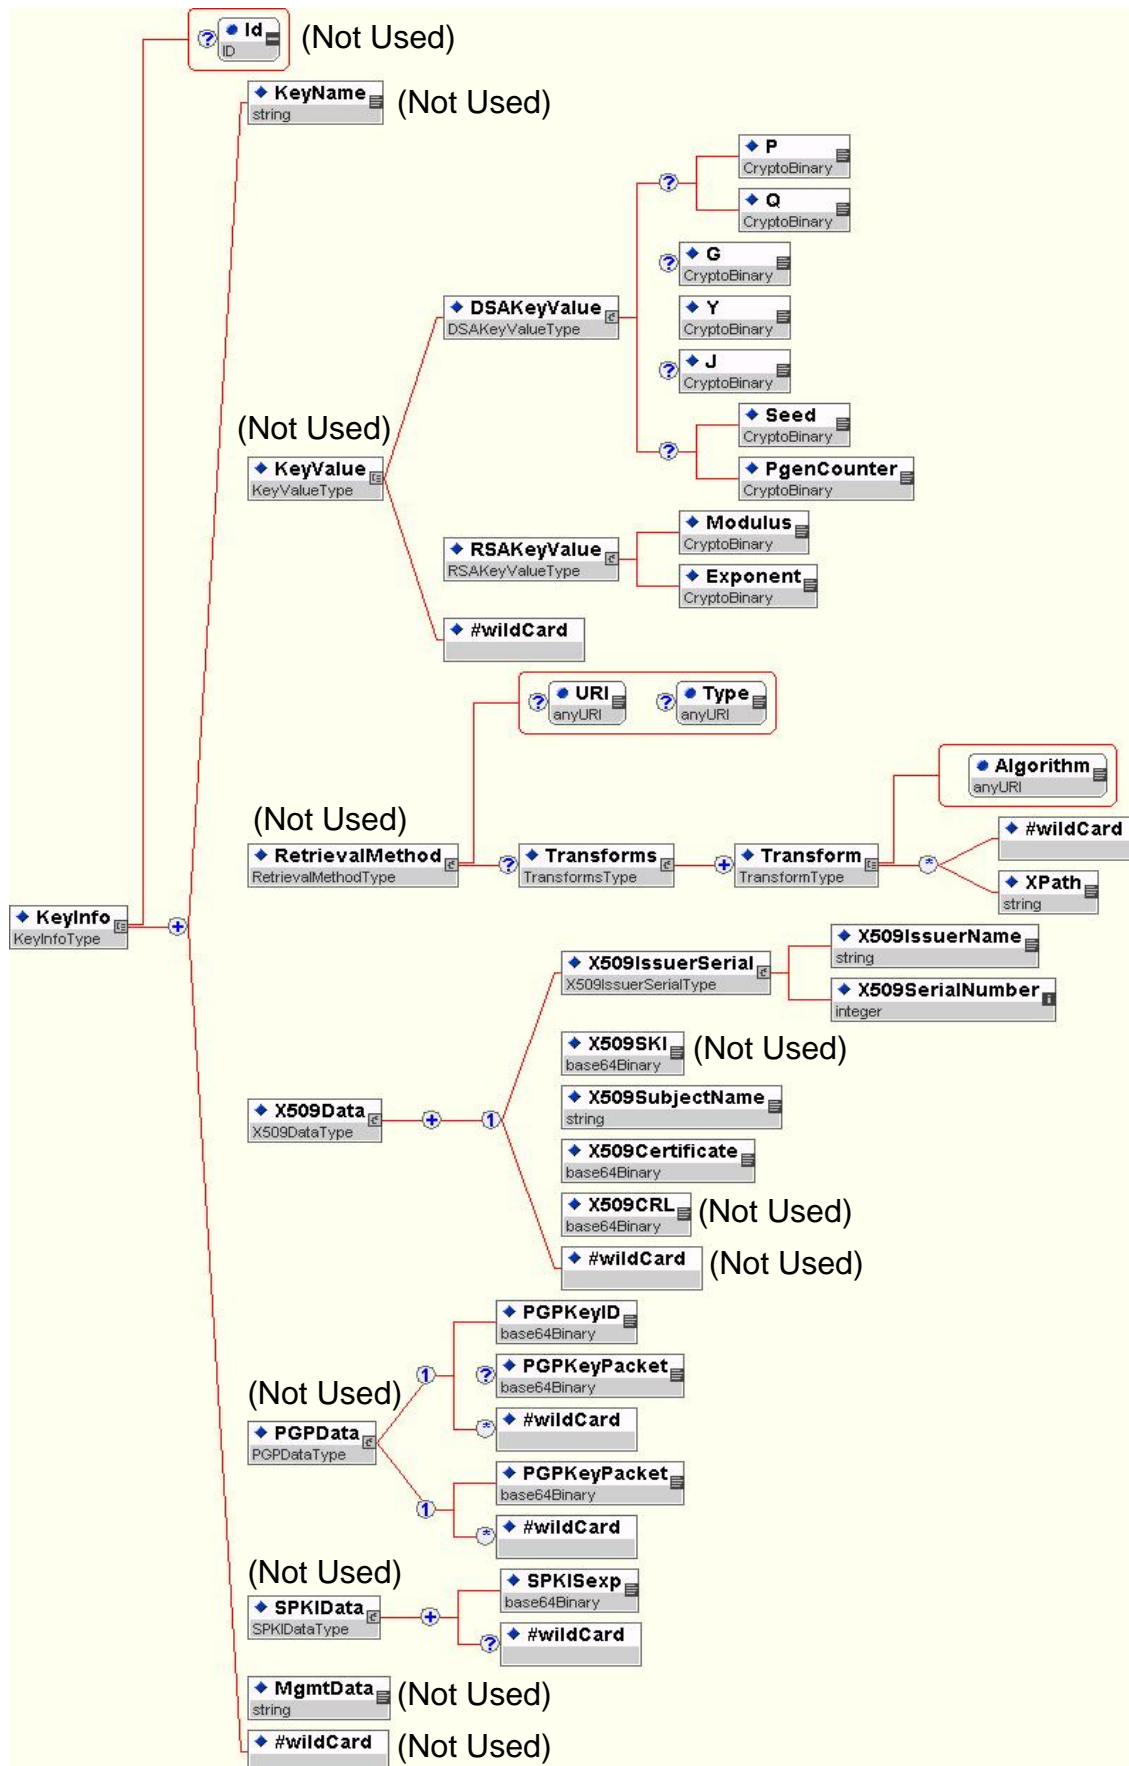 ? Id
ID
(Not Used)
KeyName
string
(Not Used)
P
CryptoBinary
?
Q
CryptoBinary
? G
CryptoBinary
DSAKeyValue
DSAKeyValueType
Y
CryptoBinary
? J
CryptoBinary
Seed
CryptoBinary
?
PgenCounter
CryptoBinary
(Not Used)
KeyValue
KeyValueType
Modulus
CryptoBinary
RSAKeyValue
RSAKeyValueType
Exponent
CryptoBinary
#wildCard
? URI
anyURI
? Type
anyURI
Algorithm
anyURI
(Not Used)
RetrievalMethod
RetrievalMethodType
? Transforms
TransformsType
+ Transform
TransformType
*
#wildCard
XPath
string
KeyInfo
KeyInfoType
+
X509IssuerSerial
X509IssuerSerialType
X509IssuerName
string
X509SerialNumber
integer
X509SKI
base64Binary
(Not Used)
X509Data
X509DataType
+ 1
X509SubjectName
string
X509Certificate
base64Binary
X509CRL
base64Binary
(Not Used)
#wildCard
(Not Used)
PGPKeyID
base64Binary
1
? PGPKeyPacket
base64Binary
(Not Used)
PGPData
PGPDataType
* #wildCard
PGPKeyPacket
base64Binary
1
* #wildCard
(Not Used)
SPKIData
SPKIDataType
+
SPKISexp
base64Binary
? #wildCard
MgmtData
string
(Not Used)
#wildCard
(Not Used)